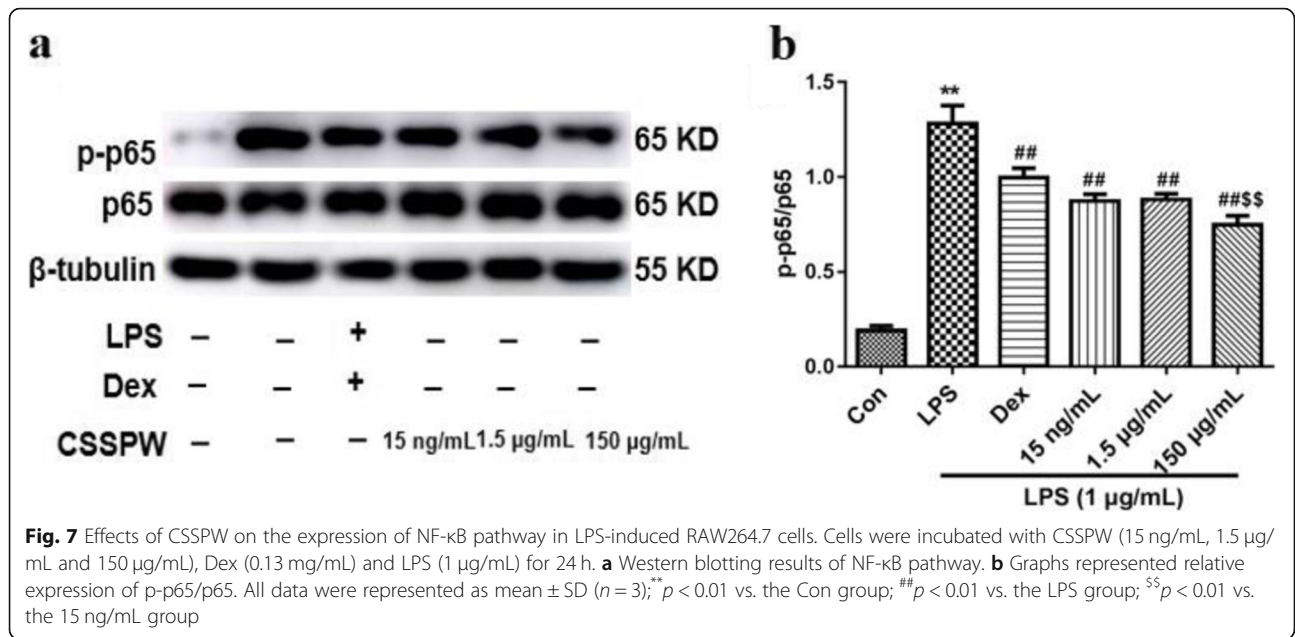 a
p-p65 65 KD
p65 65 KD
β-tubulin 55 KD
LPS – – + – – –
Dex – – + – – –
CSSPW – – – 15 ng/mL 1.5 µg/mL 150 µg/mL
b
p-p65/p65
1.5
1.0
0.5
0.0
**
##
##
##
##$$
Con LPS Dex 15 ng/mL 1.5 µg/mL 150 µg/mL
LPS (1 µg/mL)
Fig. 7 Effects of CSSPW on the expression of NF-κB pathway in LPS-induced RAW264.7 cells. Cells were incubated with CSSPW (15 ng/mL, 1.5 µg/
mL and 150 µg/mL), Dex (0.13 mg/mL) and LPS (1 µg/mL) for 24 h. a Western blotting results of NF-κB pathway. b Graphs represented relative
expression of p-p65/p65. All data were represented as mean ± SD (n = 3);**p < 0.01 vs. the Con group; ##p < 0.01 vs. the LPS group; $$p < 0.01 vs.
the 15 ng/mL group